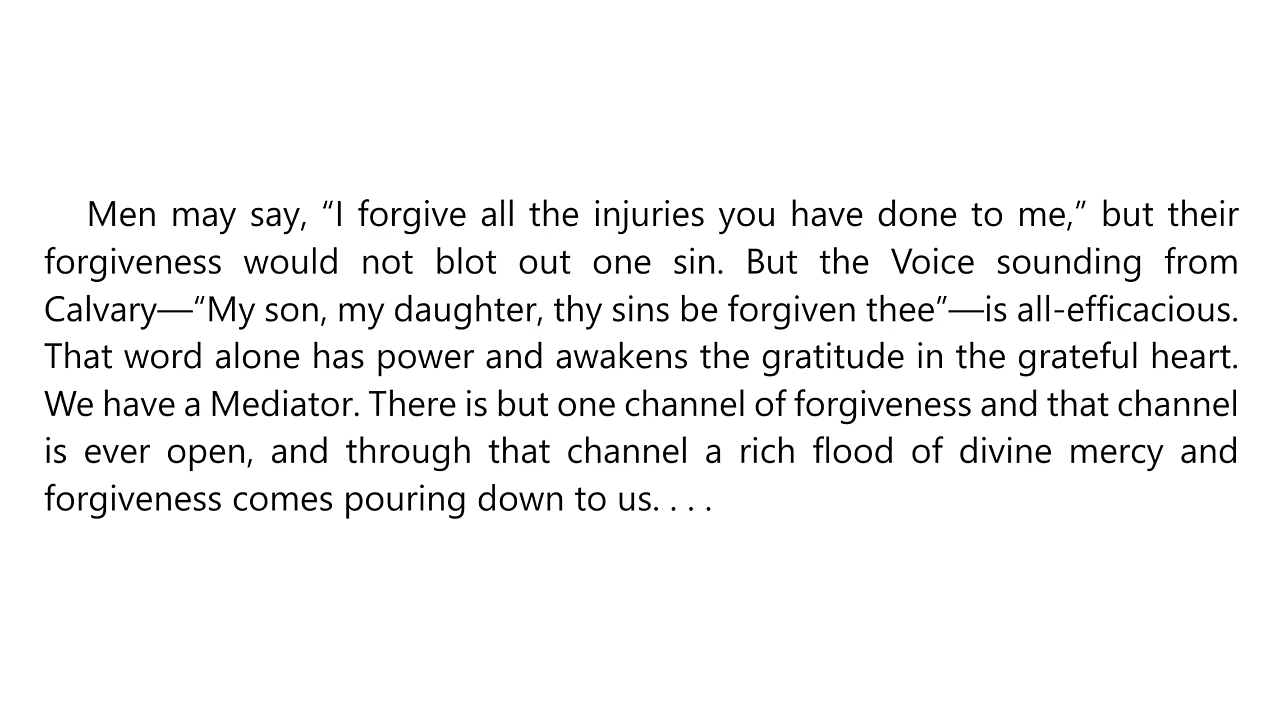 Men may say, “I forgive all the injuries you have done to me,” but their
forgiveness would not blot out one sin. But the Voice sounding from
Calvary—“My son, my daughter, thy sins be forgiven thee”—is all-efficacious.
That word alone has power and awakens the gratitude in the grateful heart.
We have a Mediator. There is but one channel of forgiveness and that channel
is ever open, and through that channel a rich flood of divine mercy and
forgiveness comes pouring down to us. . . .